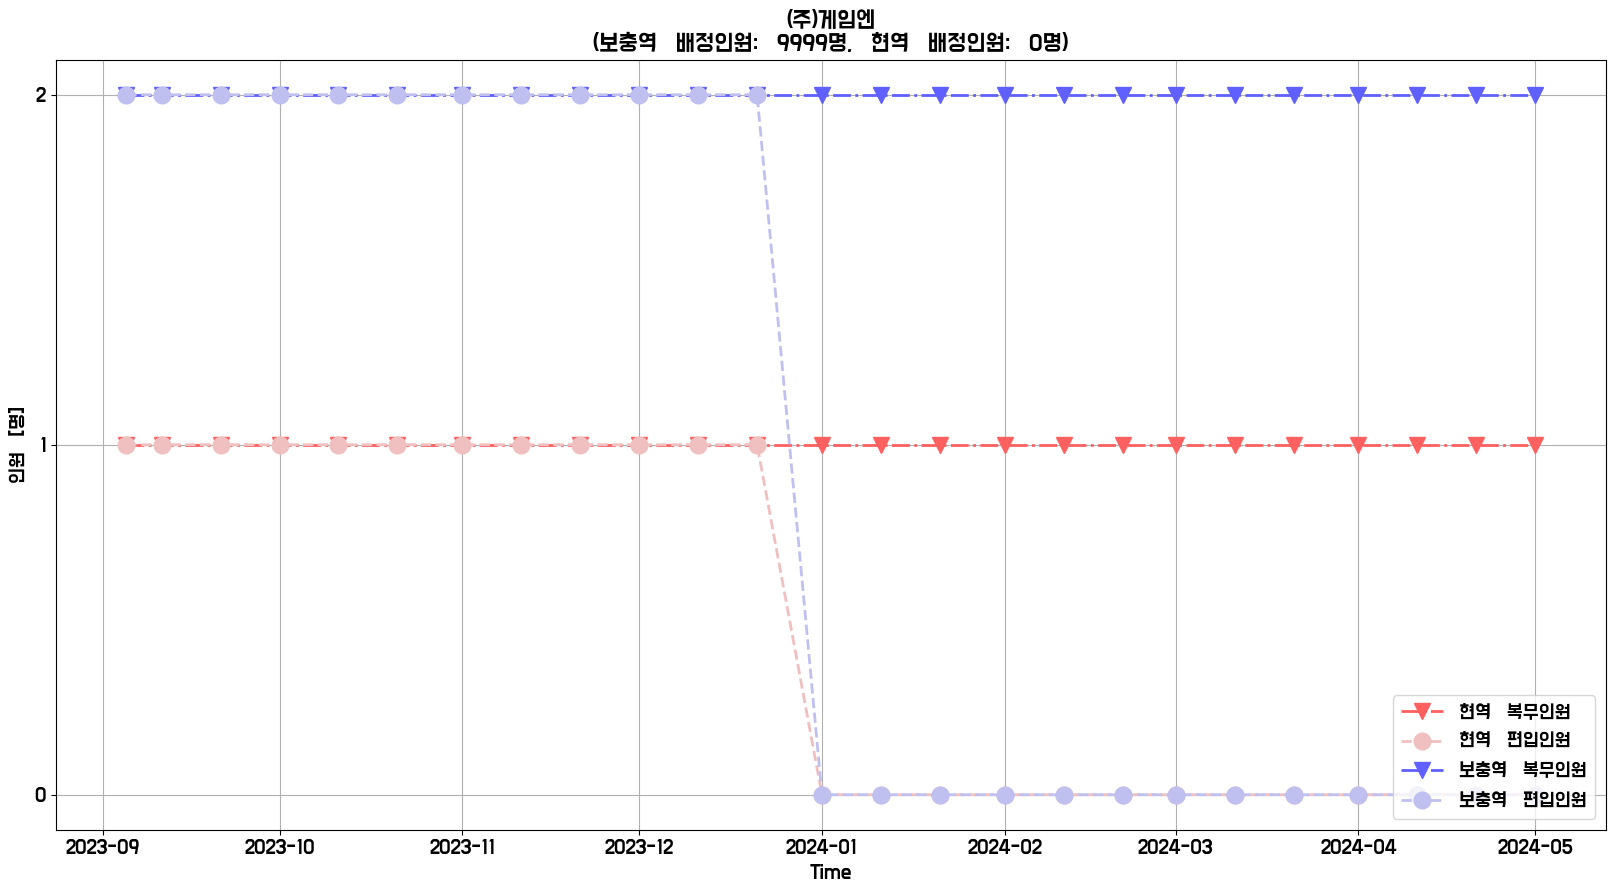 (주)게임엔
(보충역 배정인원: 9999명, 현역 배정인원: 0명)
인원 [명]
2
1
0
2023-09 2023-10 2023-11 2023-12 2024-01 2024-02 2024-03 2024-04 2024-05
Time
현역 복무인원
현역 편입인원
보충역 복무인원
보충역 편입인원